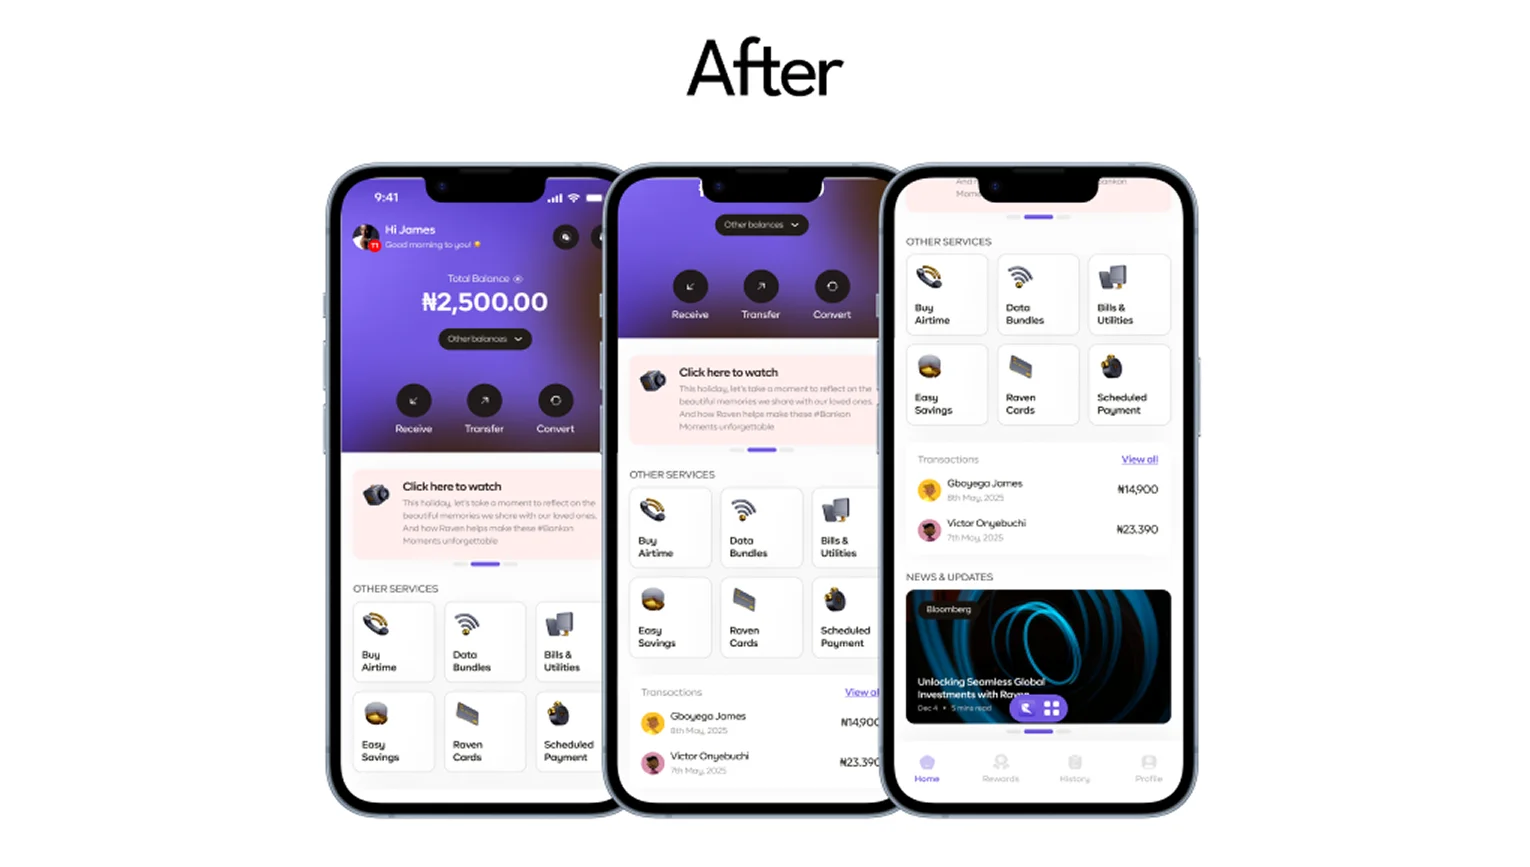 After
9:41
Hi James
Good morning to you!
T1
Total Balance
₦2,500.00
Other balances
Receive
Transfer
Convert
Click here to watch
This holiday, let's take a moment to reflect on the
beautiful memories we share with our loved ones.
And how Raven helps make these #Bankon
Moments unforgettable
OTHER SERVICES
Buy
Airtime
Data
Bundles
Bills &
Utilities
Easy
Savings
Raven
Cards
Scheduled
Payment
Other balances
Receive
Transfer
Convert
Click here to watch
This holiday, let's take a moment to reflect on the
beautiful memories we share with our loved ones.
And how Raven helps make these #Bankon
Moments unforgettable
OTHER SERVICES
Buy
Airtime
Data
Bundles
Bills &
Utilities
Easy
Savings
Raven
Cards
Scheduled
Payment
Transactions
View al
Gboyega James
8th May, 2025
₦14,900
Victor Onyebuchi
7th May, 2025
₦23.390
OTHER SERVICES
Buy
Airtime
Data
Bundles
Bills &
Utilities
Easy
Savings
Raven
Cards
Scheduled
Payment
Transactions
View all
Gboyega James
8th May, 2025
₦14,900
Victor Onyebuchi
7th May, 2025
₦23.390
NEWS & UPDATES
Bloomberg
Unlocking Seamless Global
Investments with Raven
Dec 4 • 5 mins read
Home
Rewards
History
Profile